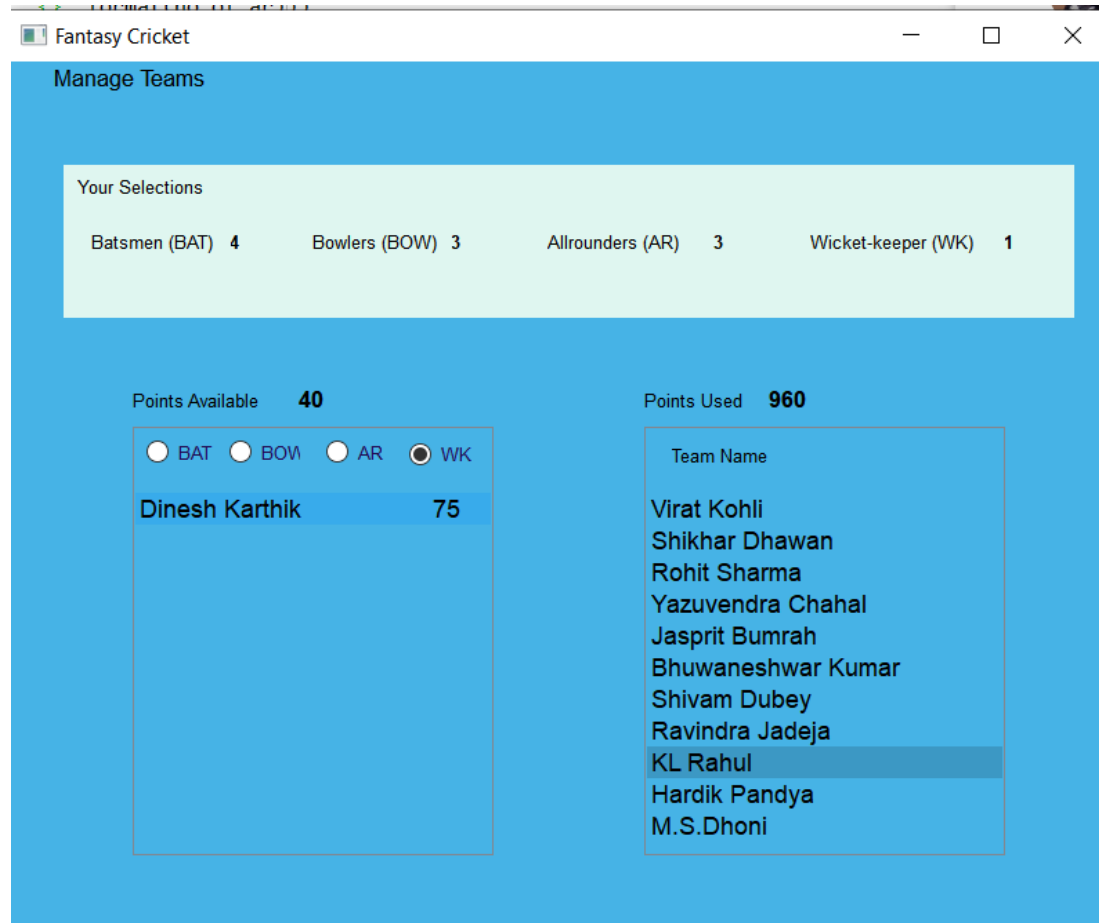 Fantasy Cricket
Manage Teams
Your Selections
Batsmen (BAT) 4 Bowlers (BOW) 3 Allrounders (AR) 3 Wicket-keeper (WK) 1
Points Available 40
BAT BOW AR WK
Dinesh Karthik 75
Points Used 960
Team Name
Virat Kohli
Shikhar Dhawan
Rohit Sharma
Yazuvendra Chahal
Jasprit Bumrah
Bhuwaneshwar Kumar
Shivam Dubey
Ravindra Jadeja
KL Rahul
Hardik Pandya
M.S.Dhoni